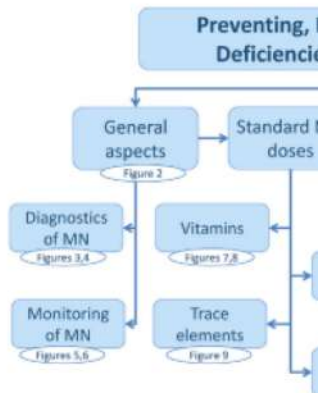 Preventing,
Deficiencie
General
aspects
Figure 2
Standard
doses
Diagnostics
of MN
Figures 3,4
Vitamins
Figures 7,8
Monitoring
of MN
Figures 5,6
Trace
elements
Figure 9